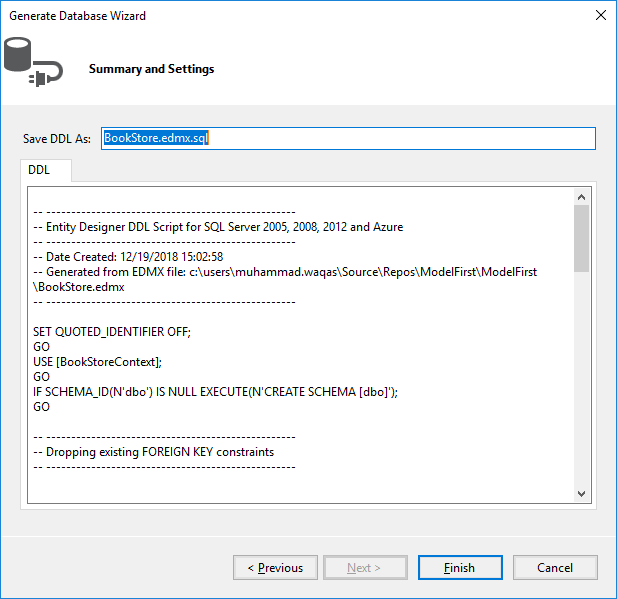 Generate Database Wizard
Summary and Settings
Save DDL As: BookStore.edmx.sql
DDL
-- --------------------------------------------------
-- Entity Designer DDL Script for SQL Server 2005, 2008, 2012 and Azure
-- --------------------------------------------------
-- Date Created: 12/19/2018 15:02:58
-- Generated from EDMX file: c:\users\muhammad.waqas\Source\Repos\ModelFirst\ModelFirst
\BookStore.edmx
-- --------------------------------------------------
SET QUOTED_IDENTIFIER OFF;
GO
USE [BookStoreContext];
GO
IF SCHEMA_ID(N'dbo') IS NULL EXECUTE(N'CREATE SCHEMA [dbo]');
GO
-- --------------------------------------------------
-- Dropping existing FOREIGN KEY constraints
-- --------------------------------------------------
< Previous Next > Finish Cancel